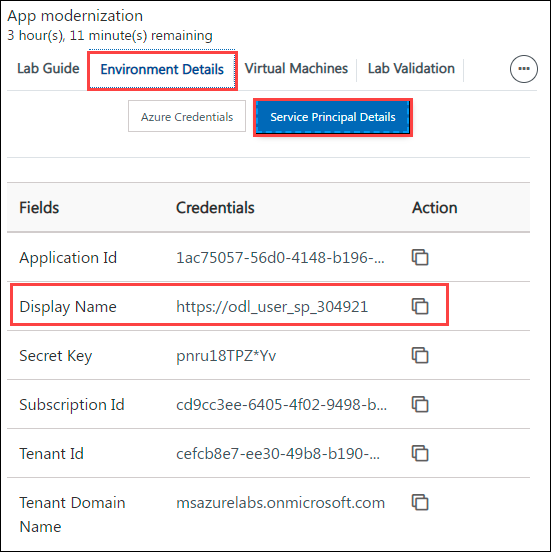 App modernization
3 hour(s), 11 minute(s) remaining
Lab Guide Environment Details Virtual Machines Lab Validation
Azure Credentials Service Principal Details
Fields Credentials Action
Application Id 1ac75057-56d0-4148-b196-...
Display Name https://odl_user_sp_304921
Secret Key pnru18TPZ*Yv
Subscription Id cd9cc3ee-6405-4f02-9498-b...
Tenant Id cefcb8e7-ee30-49b8-b190-...
Tenant Domain Name msazurelabs.onmicrosoft.com